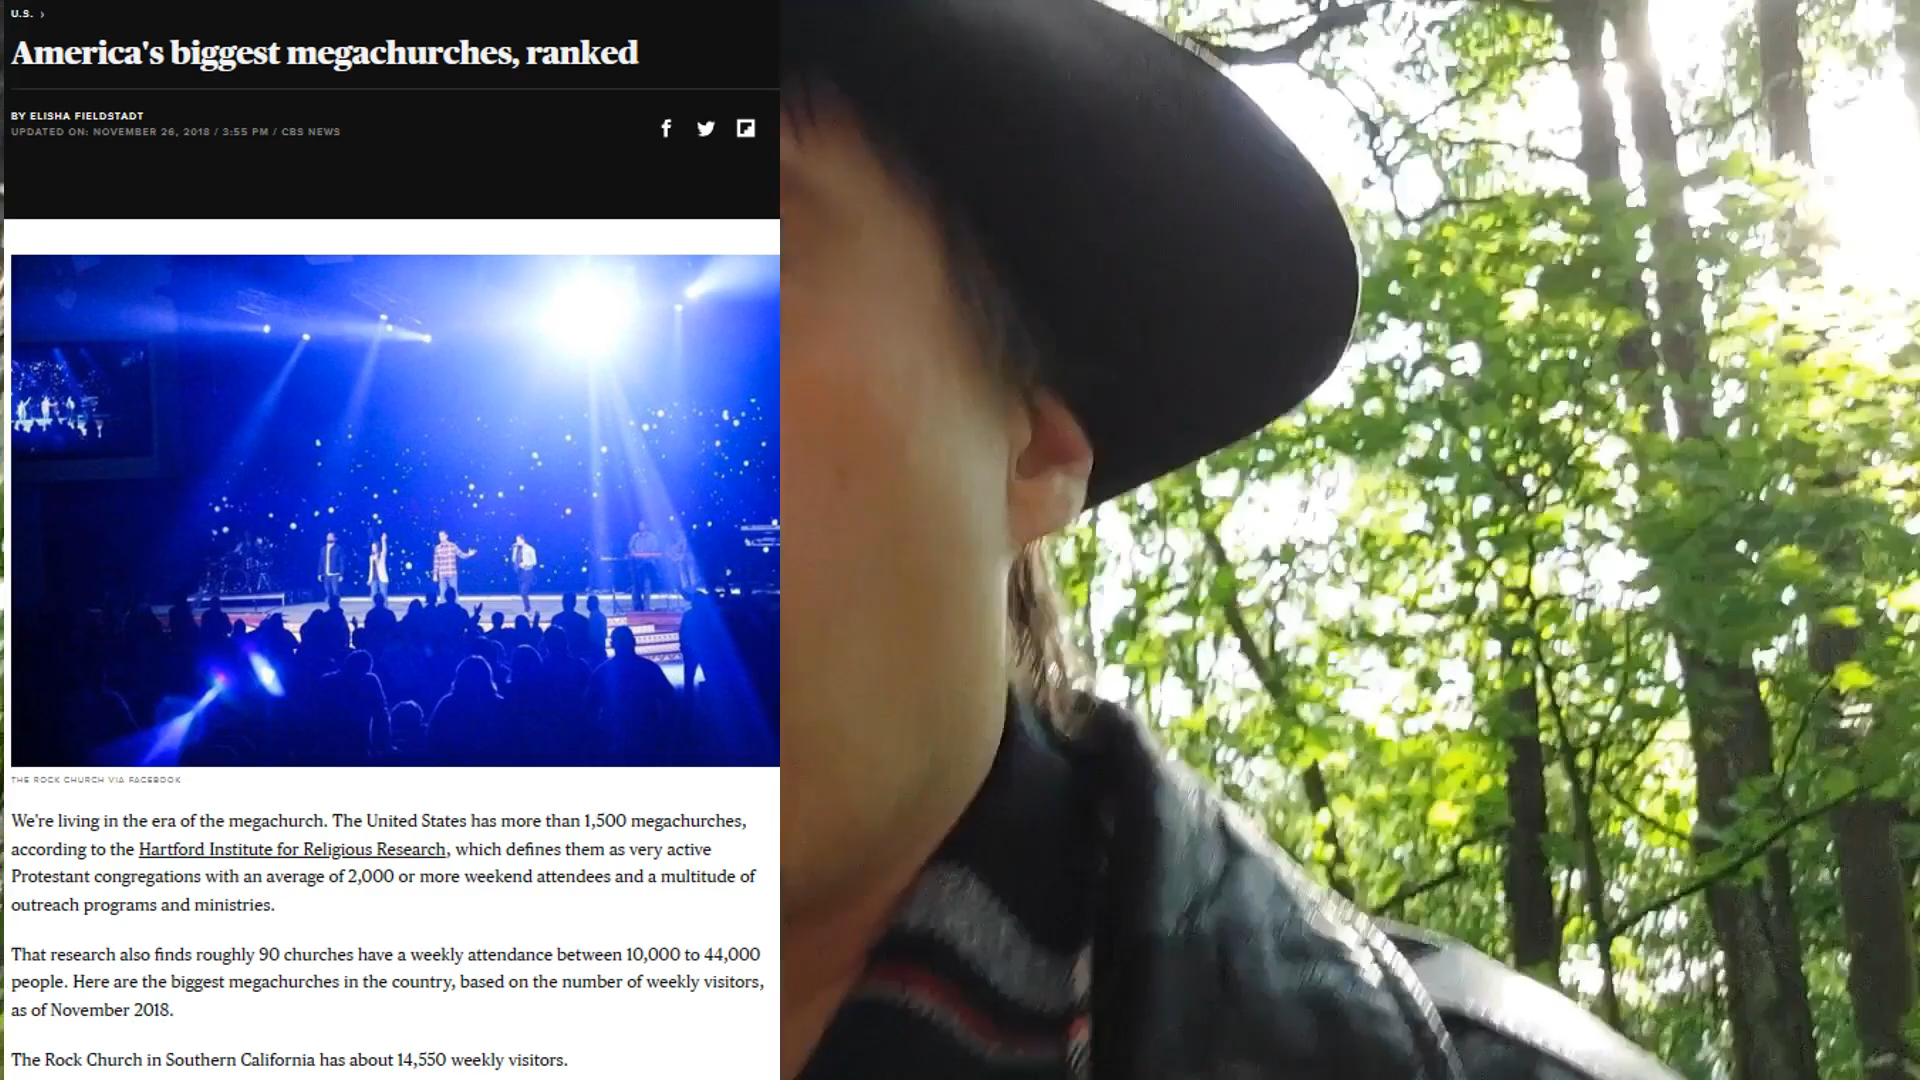 U.S. ›
America's biggest megachurches, ranked
BY ELISHA FIELDSTADT
UPDATED ON: NOVEMBER 26, 2018 / 3:55 PM / CBS NEWS
THE ROCK CHURCH VIA FACEBOOK
We're living in the era of the megachurch. The United States has more than 1,500 megachurches,
according to the Hartford Institute for Religious Research, which defines them as very active
Protestant congregations with an average of 2,000 or more weekend attendees and a multitude of
outreach programs and ministries.
That research also finds roughly 90 churches have a weekly attendance between 10,000 to 44,000
people. Here are the biggest megachurches in the country, based on the number of weekly visitors,
as of November 2018.
The Rock Church in Southern California has about 14,550 weekly visitors.